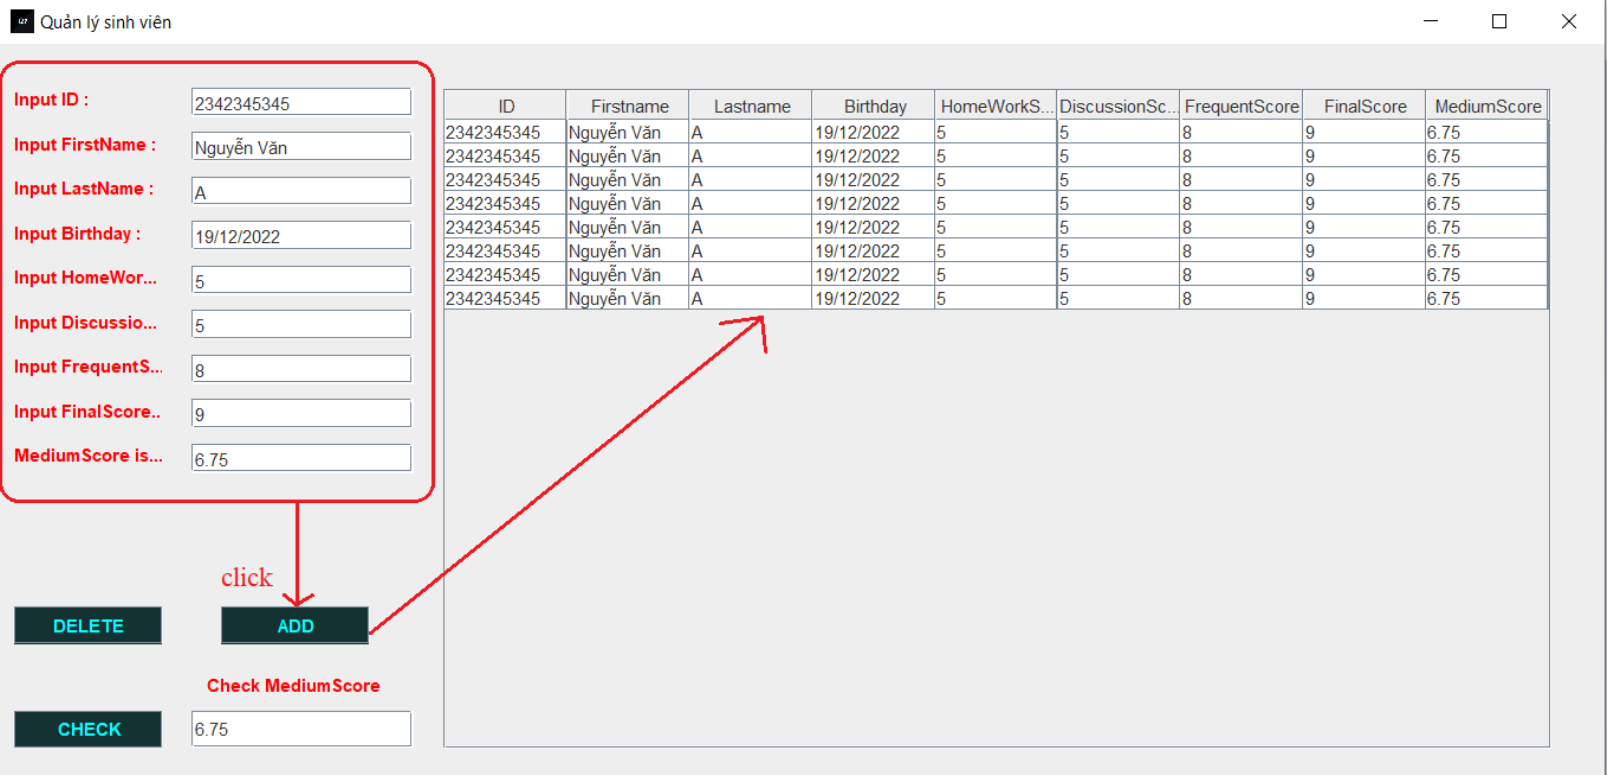 Quản lý sinh viên
Input ID :
2342345345
Input FirstName :
Nguyễn Văn
Input LastName :
A
Input Birthday :
19/12/2022
Input HomeWor...
5
Input Discussio...
5
Input FrequentS...
8
Input FinalScore..
9
MediumScore is...
6.75
click
DELETE
ADD
Check MediumScore
CHECK
6.75
ID Firstname Lastname Birthday HomeWorkS... DiscussionSc... FrequentScore FinalScore MediumScore
2342345345 Nguyễn Văn A 19/12/2022 5 5 8 9 6.75
2342345345 Nguyễn Văn A 19/12/2022 5 5 8 9 6.75
2342345345 Nguyễn Văn A 19/12/2022 5 5 8 9 6.75
2342345345 Nguyễn Văn A 19/12/2022 5 5 8 9 6.75
2342345345 Nguyễn Văn A 19/12/2022 5 5 8 9 6.75
2342345345 Nguyễn Văn A 19/12/2022 5 5 8 9 6.75
2342345345 Nguyễn Văn A 19/12/2022 5 5 8 9 6.75
2342345345 Nguyễn Văn A 19/12/2022 5 5 8 9 6.75